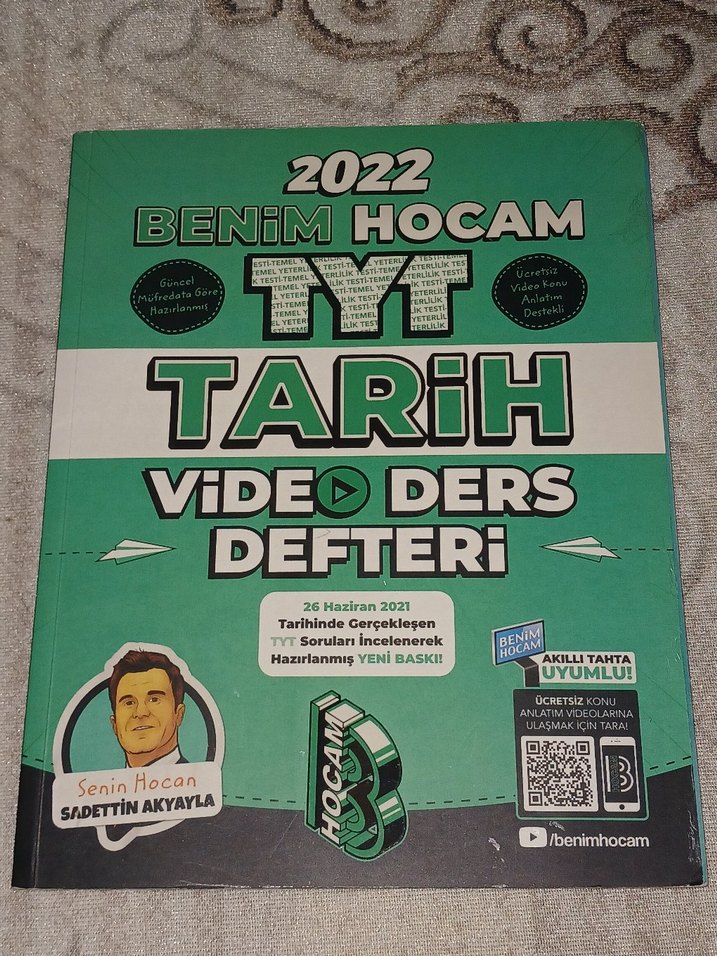 2022
BENiM HOCAM
TYT
Güncel
Müfredata Göre
Hazırlanmış
Ücretsiz
Video Konu
Anlatım
Destekli
TARiH
ViDEO DERS
DEFTERi
26 Haziran 2021
Tarihinde Gerçekleşen
TYT Soruları İncelenerek
Hazırlanmış YENİ BASKI!
BENİM
HOCAM
AKILLI TAHTA
UYUMLU!
ÜCRETSİZ KONU
ANLATIM VİDEOLARINA
ULAŞMAK İÇİN TARA!
Senin Hocan
SADETTİN AKYAYLA
HOCAM
B
/benimhocam